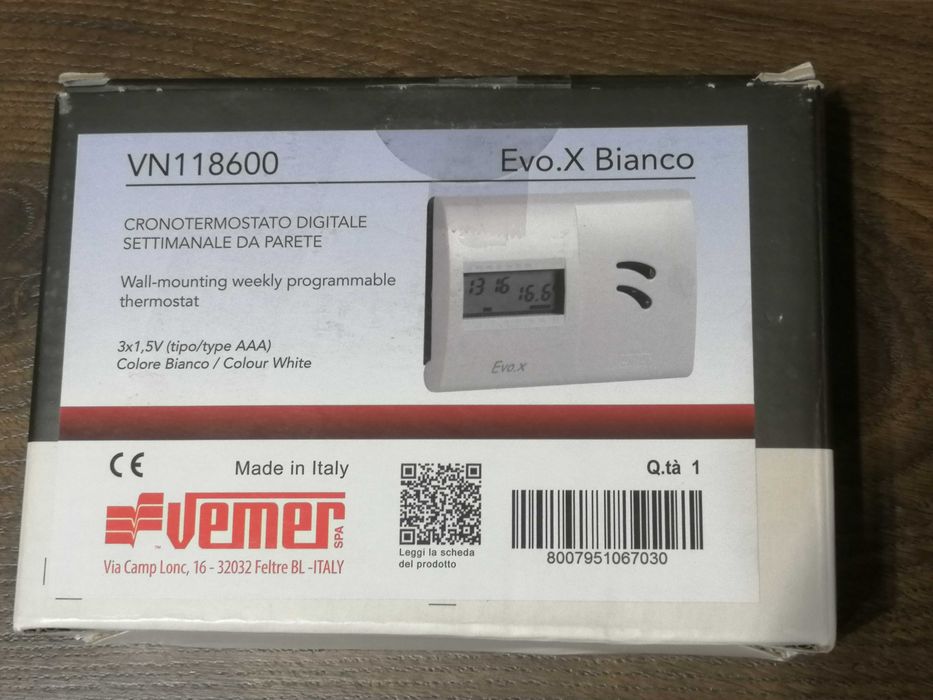 VN118600
Evo.X Bianco
CRONOTERMOSTATO DIGITALE
SETTIMANALE DA PARETE
Wall-mounting weekly programmable
thermostat
3x1,5V (tipo/type AAA)
Colore Bianco / Colour White
13 16 16.6
Evo.x
CE
Made in Italy
Q.tà 1
Vemer SPA
™
Via Camp Lonc, 16 - 32032 Feltre BL -ITALY
Leggi la scheda
del prodotto
8007951067030